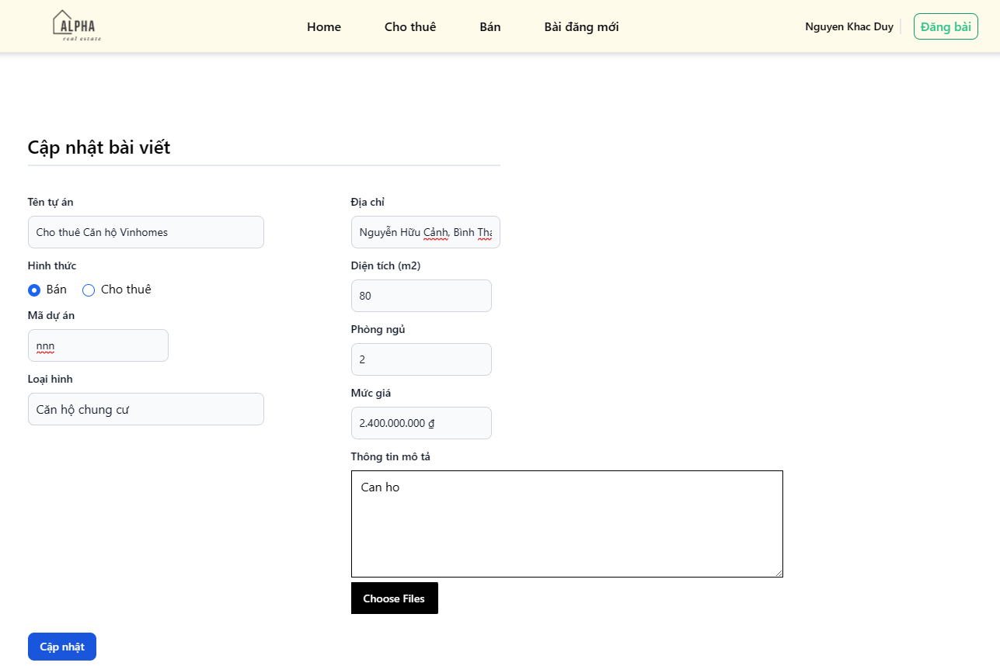 ALPHA
real estate
Home
Cho thuê
Bán
Bài đăng mới
Nguyen Khac Duy
Đăng bài
Cập nhật bài viết
Tên tự án
Cho thuê Căn hộ Vinhomes
Hình thức
Bán
Cho thuê
Mã dự án
nnn
Loại hình
Căn hộ chung cư
Địa chỉ
Nguyễn Hữu Cảnh, Bình Tha
Diện tích (m2)
80
Phòng ngủ
2
Mức giá
2.400.000.000 ₫
Thông tin mô tả
Can ho
Choose Files
Cập nhật